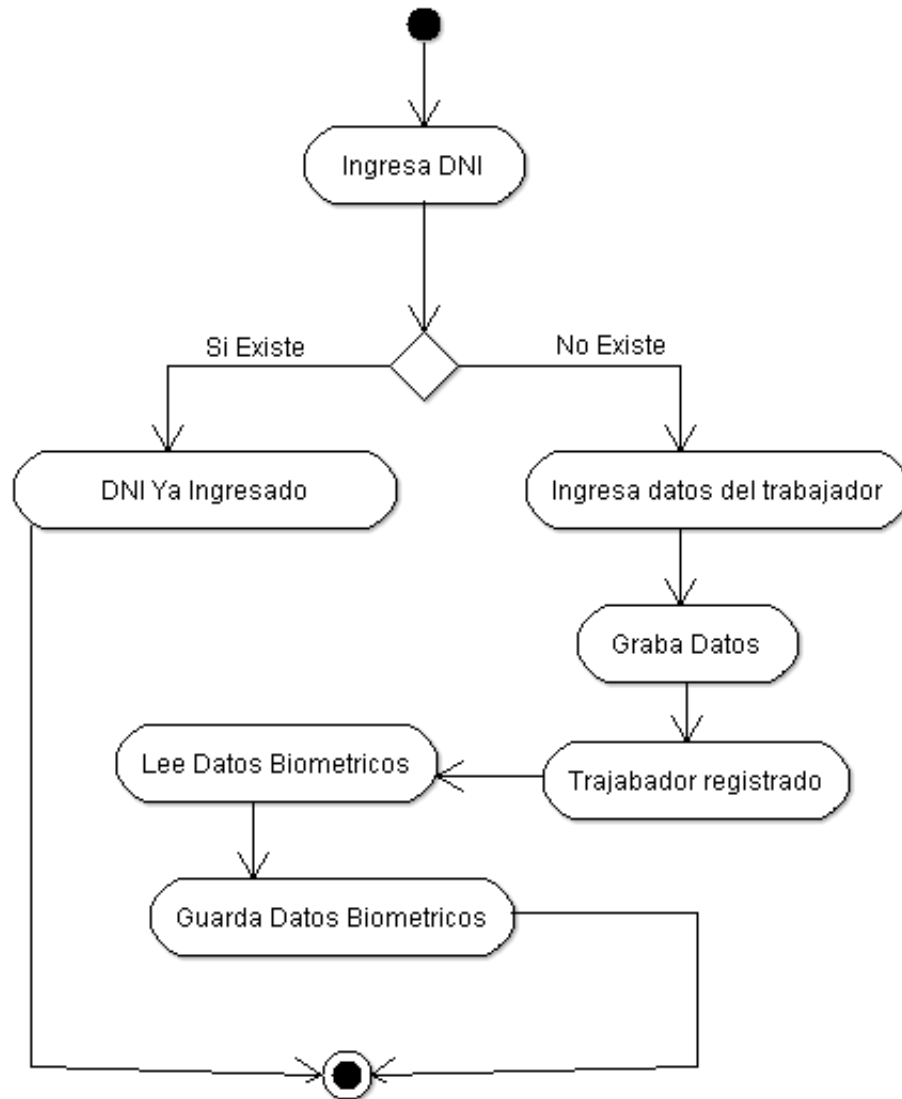 Ingresa DNI
Si Existe
No Existe
DNI Ya Ingresado
Ingresa datos del trabajador
Graba Datos
Trajabador registrado
Lee Datos Biometricos
Guarda Datos Biometricos